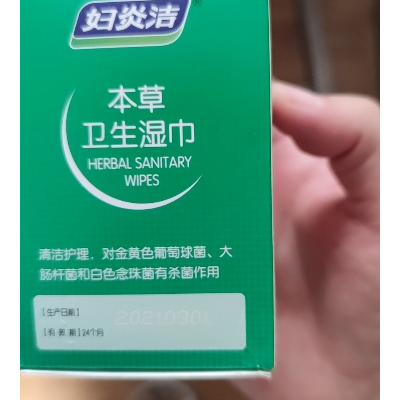 妇炎洁®
本草
卫生湿巾
HERBAL SANITARY
WIPES
清洁护理，对金黄色葡萄球菌、大
肠杆菌和白色念珠菌有杀菌作用
【生产日期】
【有 效 期】24个月